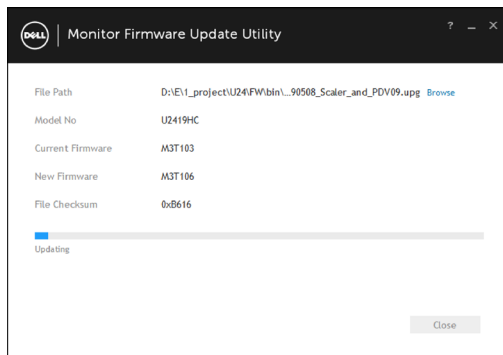 DELL Monitor Firmware Update Utility ? _ X
File Path D:\E\1_project\U24\FW\bin\...90508_Scaler_and_PDV09.upg Browse
Model No U2419HC
Current Firmware M3T103
New Firmware M3T106
File Checksum 0xB616
Updating
Close